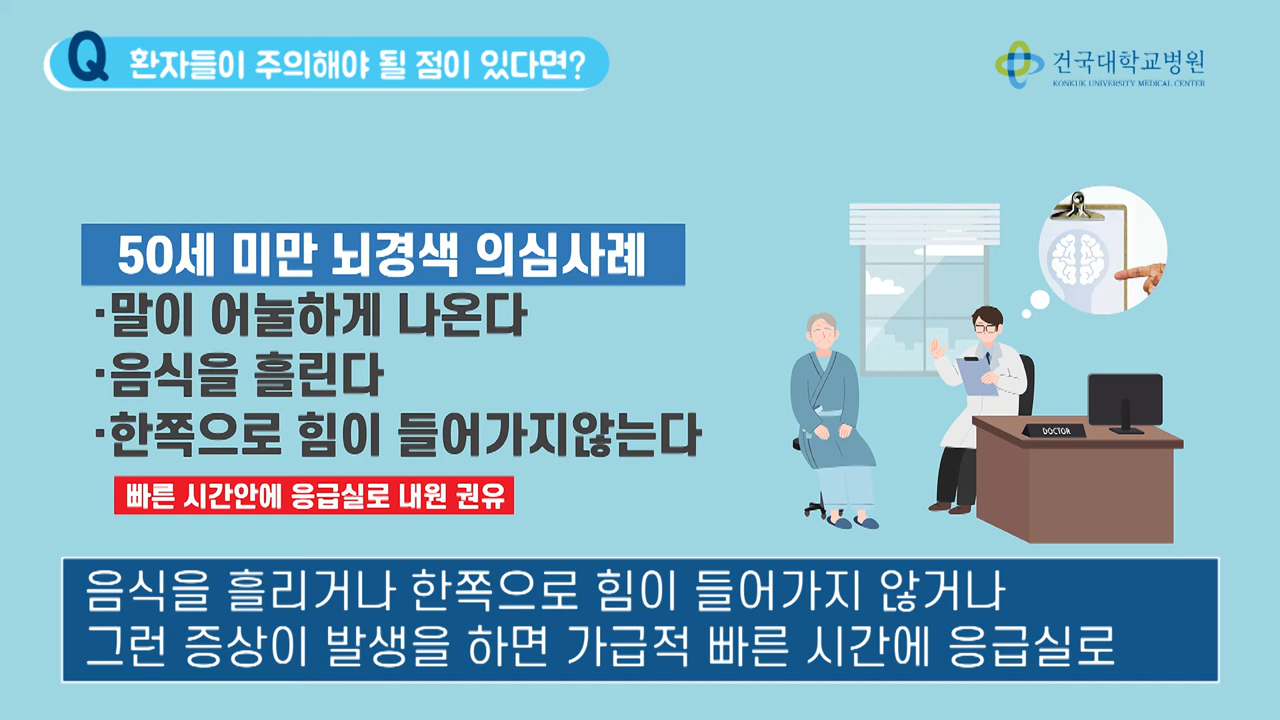 Q 환자들이 주의해야 될 점이 있다면?
건국대학교병원
KONKUK UNIVERSITY MEDICAL CENTER
50세 미만 뇌경색 의심사례
·말이 어눌하게 나온다
·음식을 흘린다
·한쪽으로 힘이 들어가지않는다
빠른 시간안에 응급실로 내원 권유
DOCTOR
음식을 흘리거나 한쪽으로 힘이 들어가지 않거나
그런 증상이 발생을 하면 가급적 빠른 시간에 응급실로